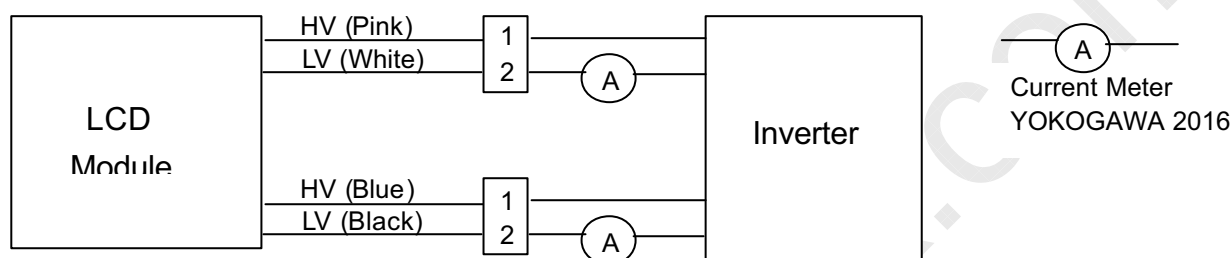 HV (Pink)
LV (White)
1
2
A
LCD
Module
Inverter
HV (Blue)
LV (Black)
1
2
A
A
Current Meter
YOKOGAWA 2016